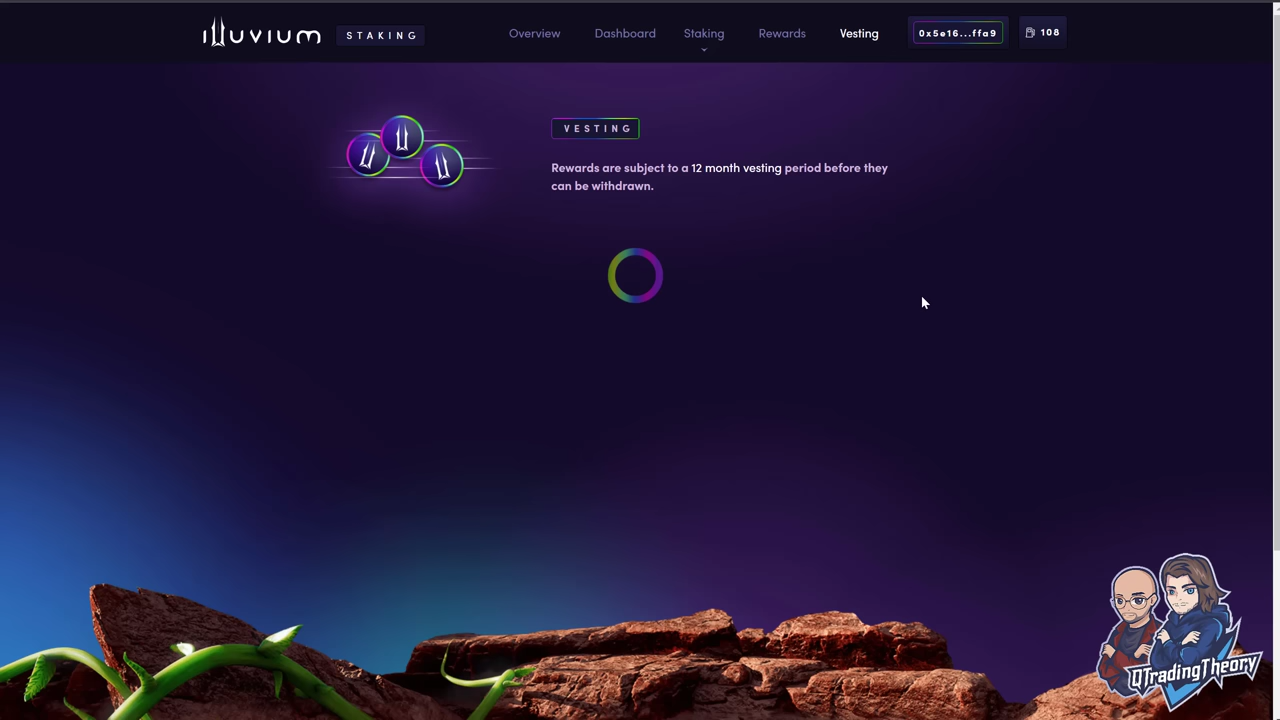 illuvium
STAKING
Overview
Dashboard
Staking
Rewards
Vesting
0x5e16...ffa9
108
VESTING
Rewards are subject to a 12 month vesting period before they
can be withdrawn.
QTradingTheory